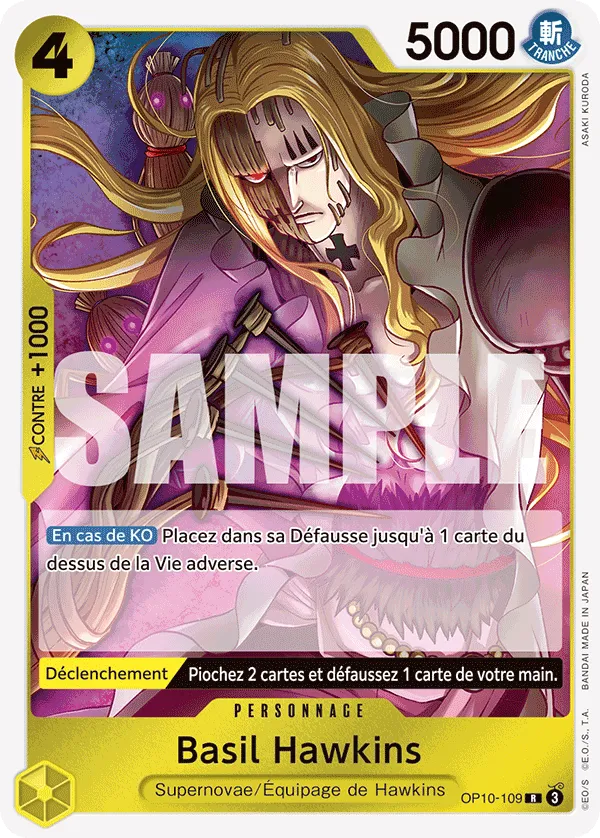 4
5000
斬
TRANCHE
ASAKI KURODA
CONTRE +1000
SAMPLE
En cas de KO Placez dans sa Défausse jusqu'à 1 carte du
dessus de la Vie adverse.
Déclenchement Piochez 2 cartes et défaussez 1 carte de votre main.
PERSONNAGE
Basil Hawkins
Supernovae/Équipage de Hawkins
OP10-109 R 3
©E.O/S ©E.O./S., T.A. BANDAI MADE IN JAPAN